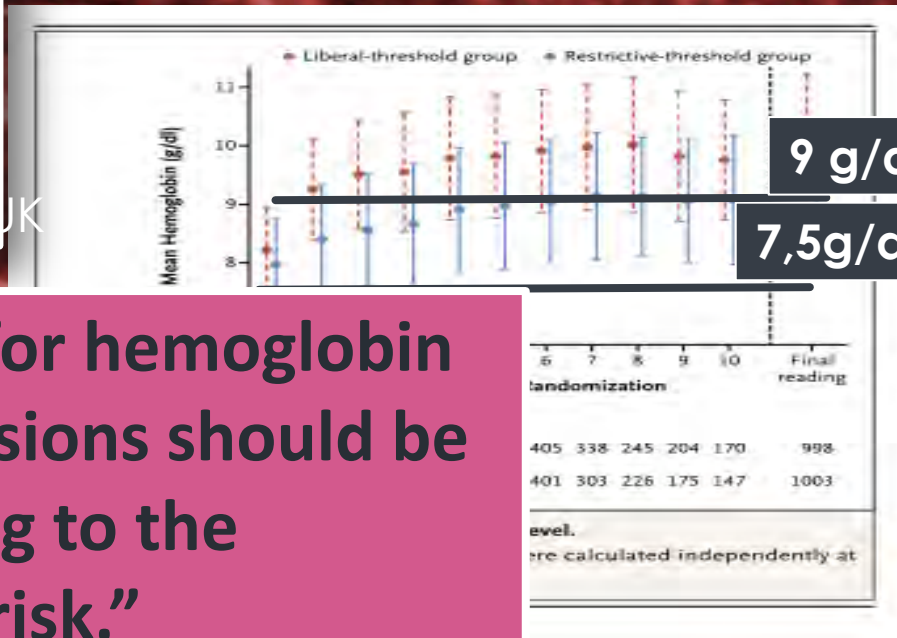 Liberal-threshold group Restrictive-threshold group
11
10
9
8
Mean Hemoglobin (g/dl)
UK
9 g/d
7,5g/d
6 7 8 9 10 Final reading
andomization
405 338 245 204 170 998
401 303 226 175 147 1003
evel.
ere calculated independently at
or hemoglobin
sions should be
g to the
risk.”